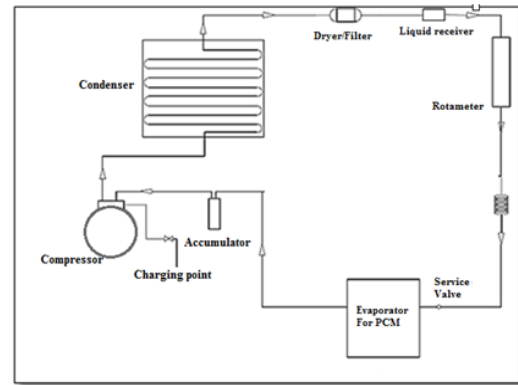 Dryer/Filter
Liquid receiver
Condenser
Rotameter
Accumulator
Compressor
Charging point
Service
Valve
Evaporator
For PCM